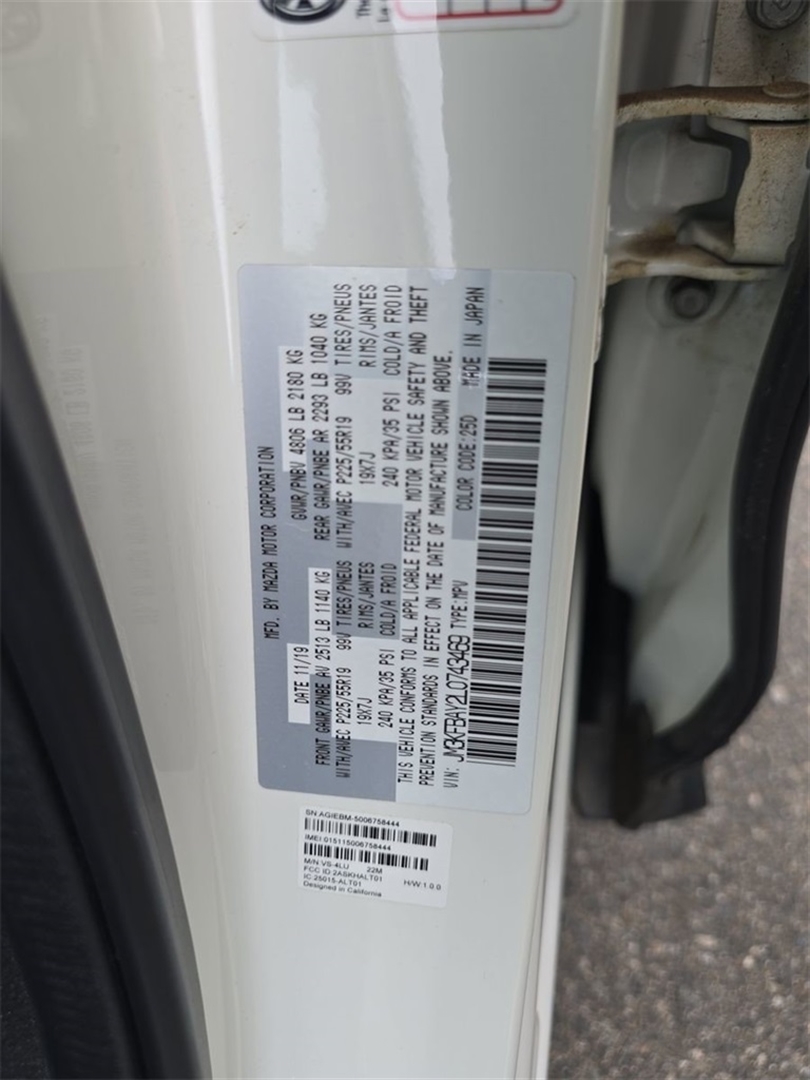 The
La
MFD. BY MAZDA MOTOR CORPORATION
DATE 11/19 GVWR/PNBV 4806 LB 2180 KG
FRONT GAWR/PNBE AV 2513 LB 1140 KG REAR GAWR/PNBE AR 2293 LB 1040 KG
WITH/AVEC P225/55R19 99V TIRES/PNEUS WITH/AVEC P225/55R19 99V TIRES/PNEUS
19X7J RIMS/JANTES 19X7J RIMS/JANTES
240 KPA/35 PSI COLD/A FROID 240 KPA/35 PSI COLD/A FROID
THIS VEHICLE CONFORMS TO ALL APPLICABLE FEDERAL MOTOR VEHICLE SAFETY AND THEFT
PREVENTION STANDARDS IN EFFECT ON THE DATE OF MANUFACTURE SHOWN ABOVE.
VIN: JM3KFBAY2L0743469 TYPE:MPV COLOR CODE:25D MADE IN JAPAN
SN:AGIEBM-5006758444
IMEI:015115006758444
M/N VS-4LU 22M
FCC ID:2ASKHALT01
IC:25015-ALT01 H/W:1.0.0
Designed in California